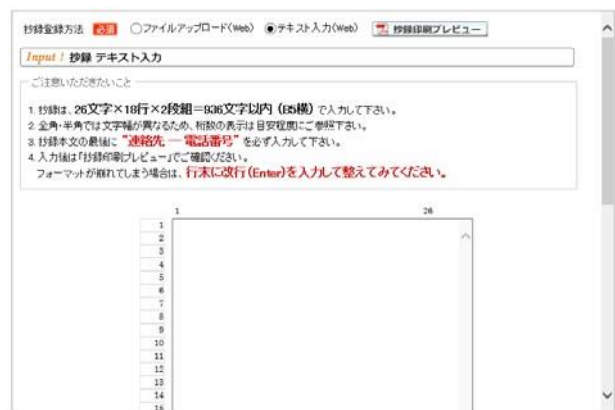 抄録登録方法 必須 ○ファイルアップロード(Web) ◉テキスト入力(Web) 抄録印刷プレビュー
Input ! 抄録 テキスト入力
ご注意いただきたいこと
1. 抄録は、26文字×18行×2段組=936文字以内 (B5横) で入力して下さい。
2. 全角・半角では文字幅が異なるため、桁数の表示は目安程度にご参照下さい。
3. 抄録本文の最後に "連絡先 ― 電話番号" を必ず入力して下さい。
4. 入力後は「抄録印刷プレビュー」でご確認ください。
フォーマットが崩れてしまう場合は、行末に改行(Enter)を入力して整えてみてください。
1 26
1
2
3
4
5
6
7
8
9
10
11
12
13
14
15